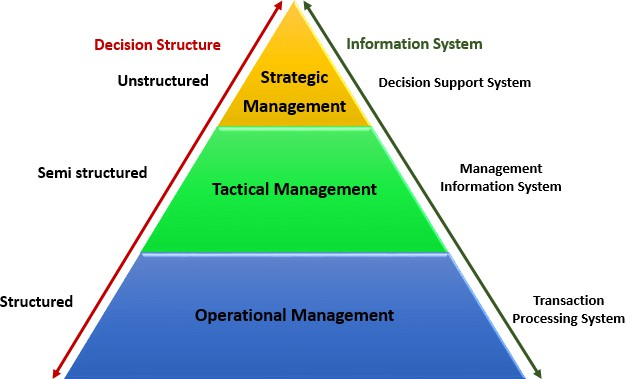 Decision Structure
Information System
Unstructured
Strategic
Management
Decision Support System
Semi structured
Tactical Management
Management
Information System
Structured
Operational Management
Transaction
Processing System